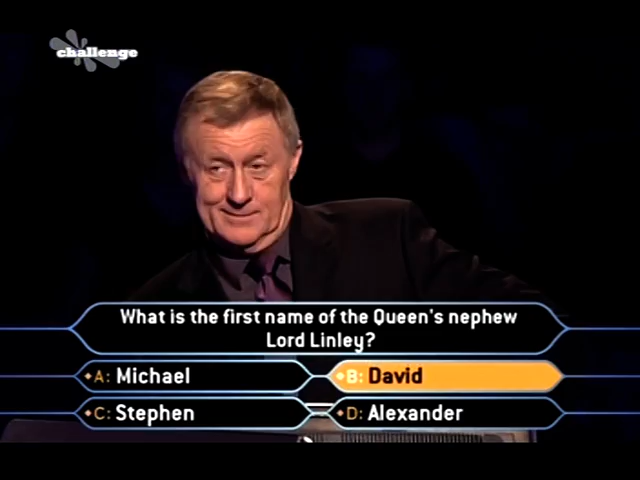 challenge
What is the first name of the Queen's nephew
Lord Linley?
A: Michael
B: David
C: Stephen
D: Alexander